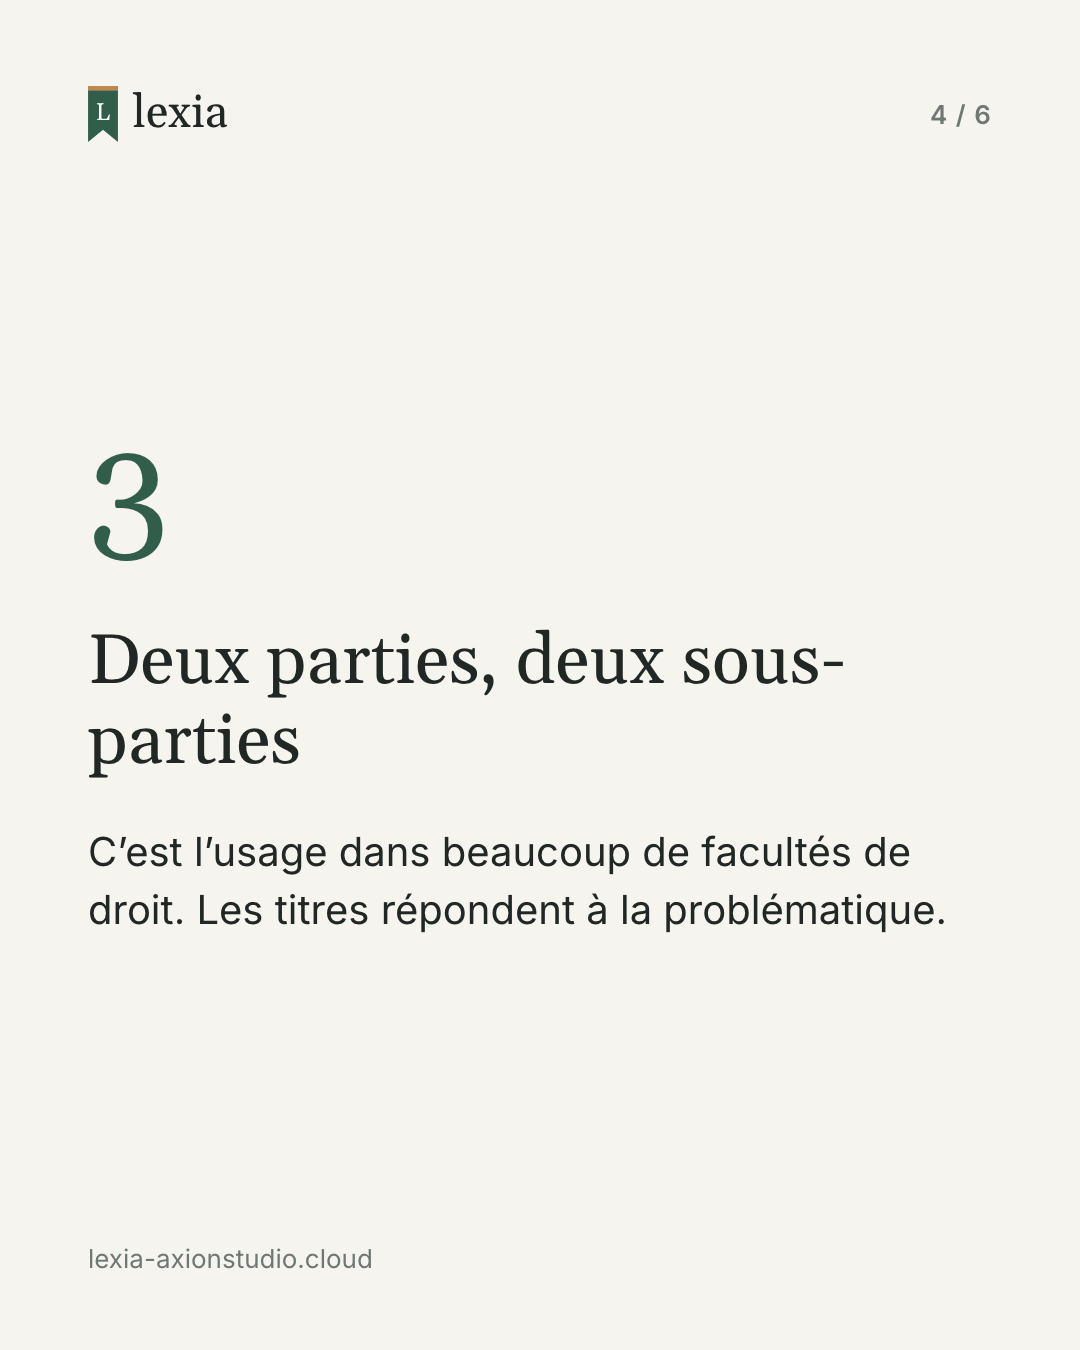 L lexia
4 / 6
3
Deux parties, deux sous-
parties
C’est l’usage dans beaucoup de facultés de
droit. Les titres répondent à la problématique.
lexia-axionstudio.cloud